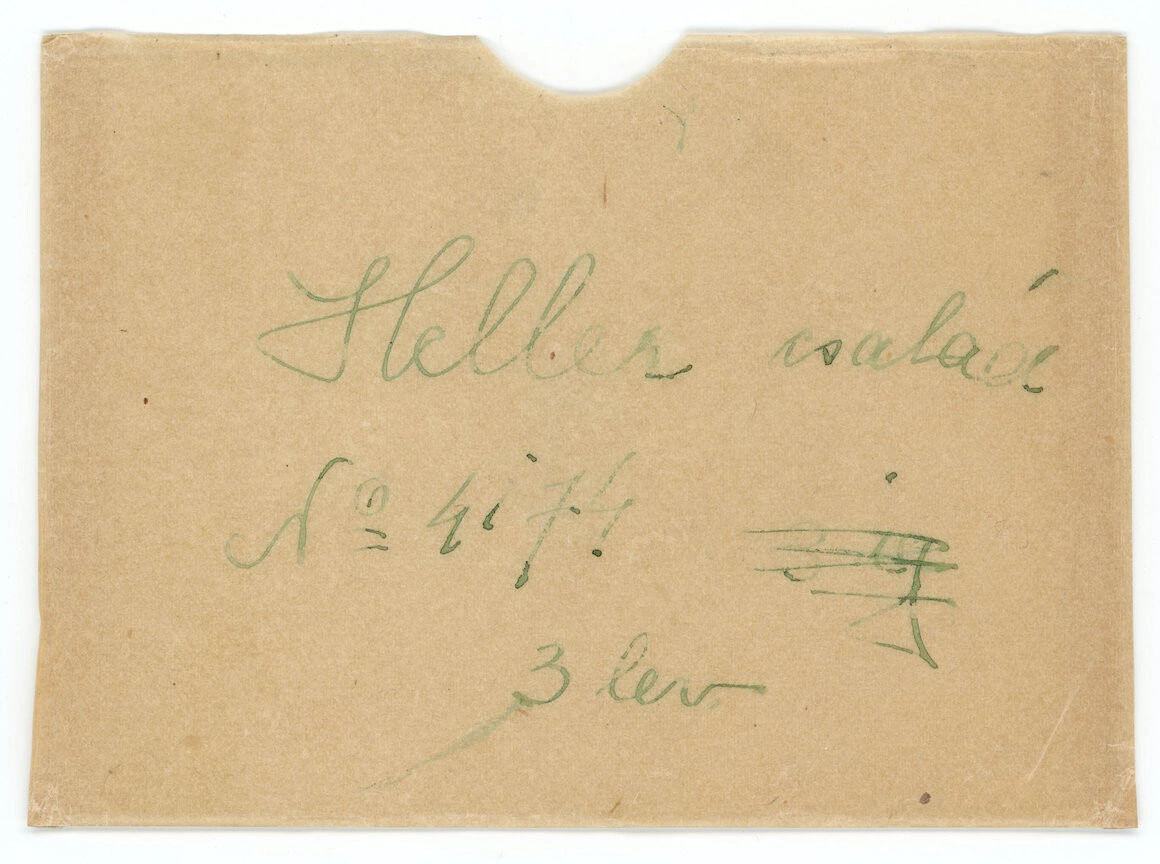 Heller család
Nº 4174
3 lev